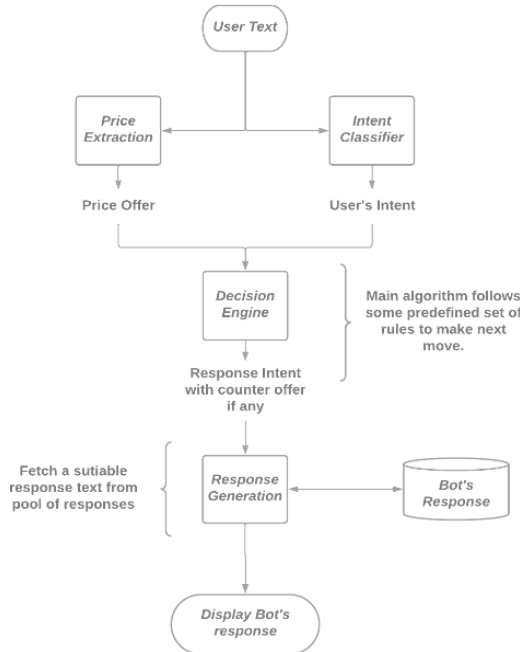 User Text
Price
Extraction
Intent
Classifier
Price Offer
User's Intent
Decision
Engine
Main algorithm follows
some predefined set of
rules to make next
move.
Response Intent
with counter offer
if any
Fetch a sutiable
response text from
pool of responses
Response
Generation
Bot's
Response
Display Bot's
response